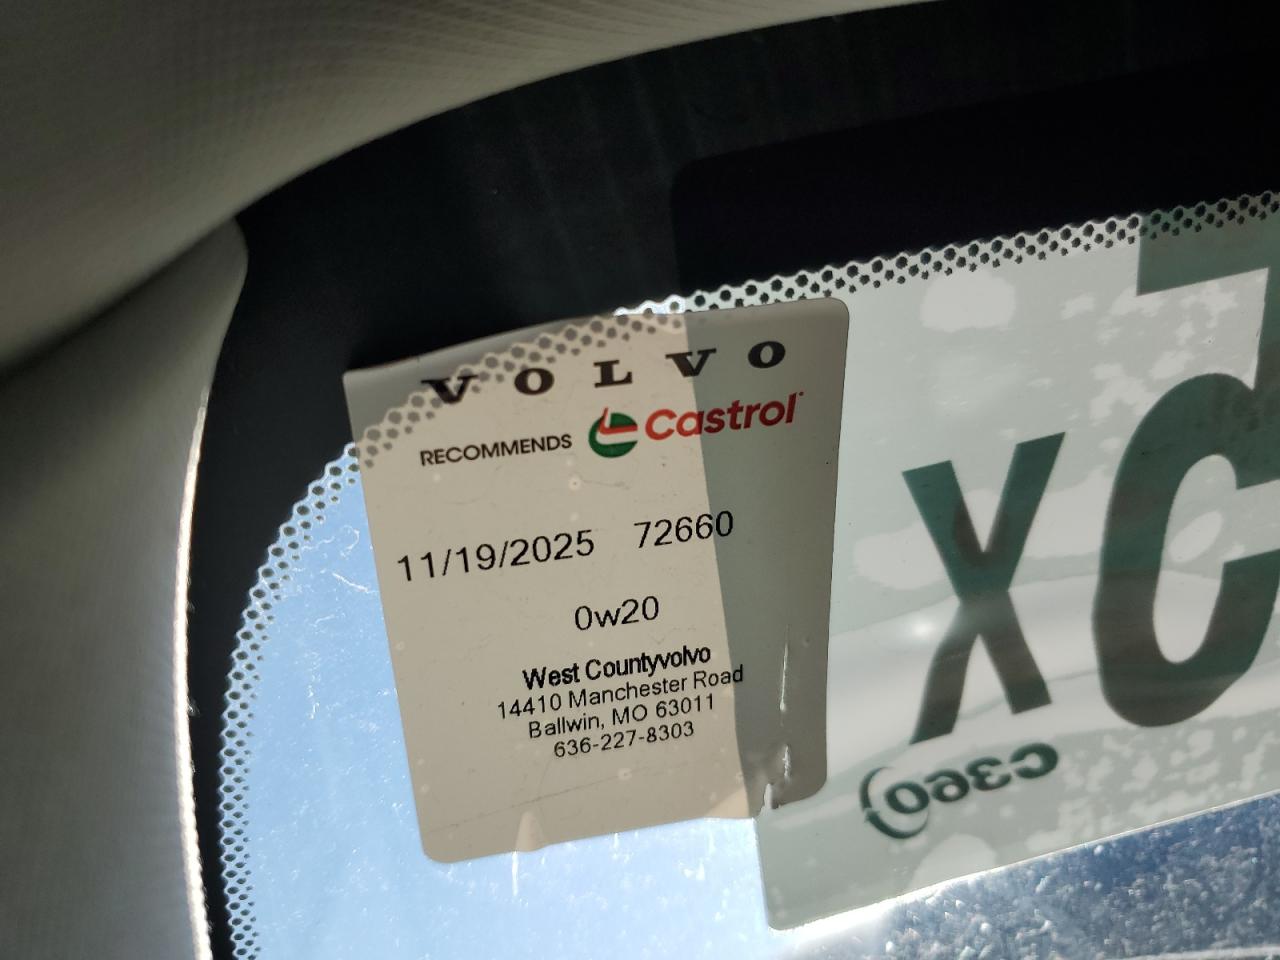 VOLVO
RECOMMENDS Castrol
11/19/2025 72660
0w20
West Countyvolvo
14410 Manchester Road
Ballwin, MO 63011
636-227-8303
XC
c360